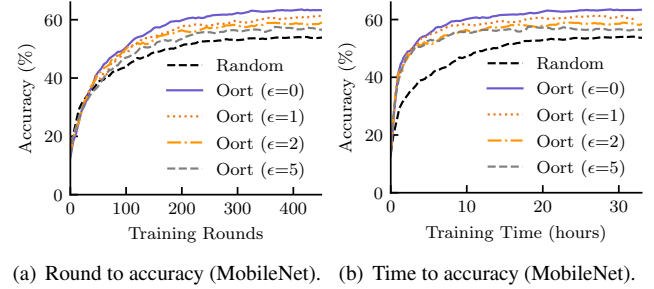 60
40
20
0
Accuracy (%)
Random
Oort (ϵ=0)
Oort (ϵ=1)
Oort (ϵ=2)
Oort (ϵ=5)
0 100 200 300 400
Training Rounds
60
40
20
0
Accuracy (%)
Random
Oort (ϵ=0)
Oort (ϵ=1)
Oort (ϵ=2)
Oort (ϵ=5)
0 10 20 30
Training Time (hours)
(a) Round to accuracy (MobileNet).
(b) Time to accuracy (MobileNet).